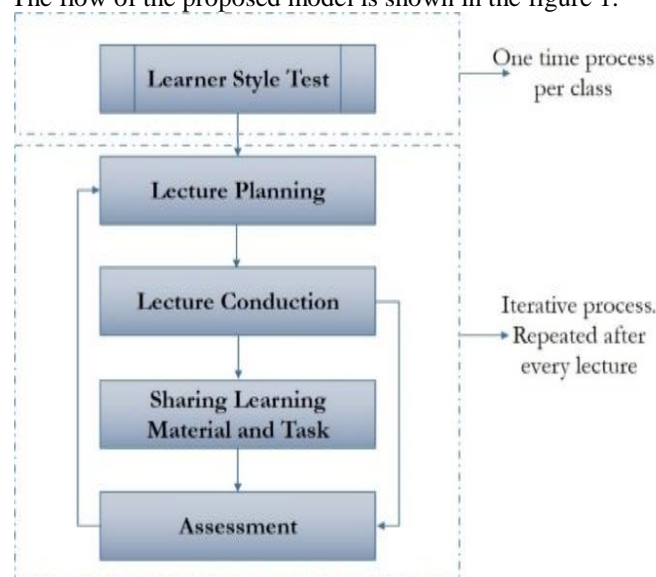 The flow of the proposed model is shown in the figure 1.
Learner Style Test
One time process
per class
Lecture Planning
Lecture Conduction
Iterative process.
Repeated after
every lecture
Sharing Learning
Material and Task
Assessment